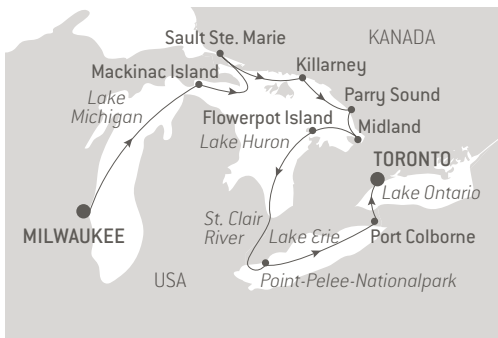 Sault Ste. Marie
KANADA
Mackinac Island
Killarney
Lake
Michigan
Parry Sound
Flowerpot Island
Midland
Lake Huron
TORONTO
Lake Ontario
St. Clair
River
MILWAUKEE
Lake Erie
Port Colborne
USA
Point-Pelee-Nationalpark